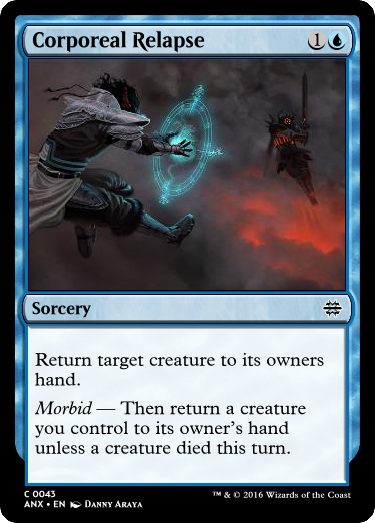 Corporeal Relapse 1
Sorcery
Return target creature to its owners
hand.
Morbid — Then return a creature
you control to its owner's hand
unless a creature died this turn.
C 0043
ANX • EN Danny Araya
™ & © 2016 Wizards of the Coast